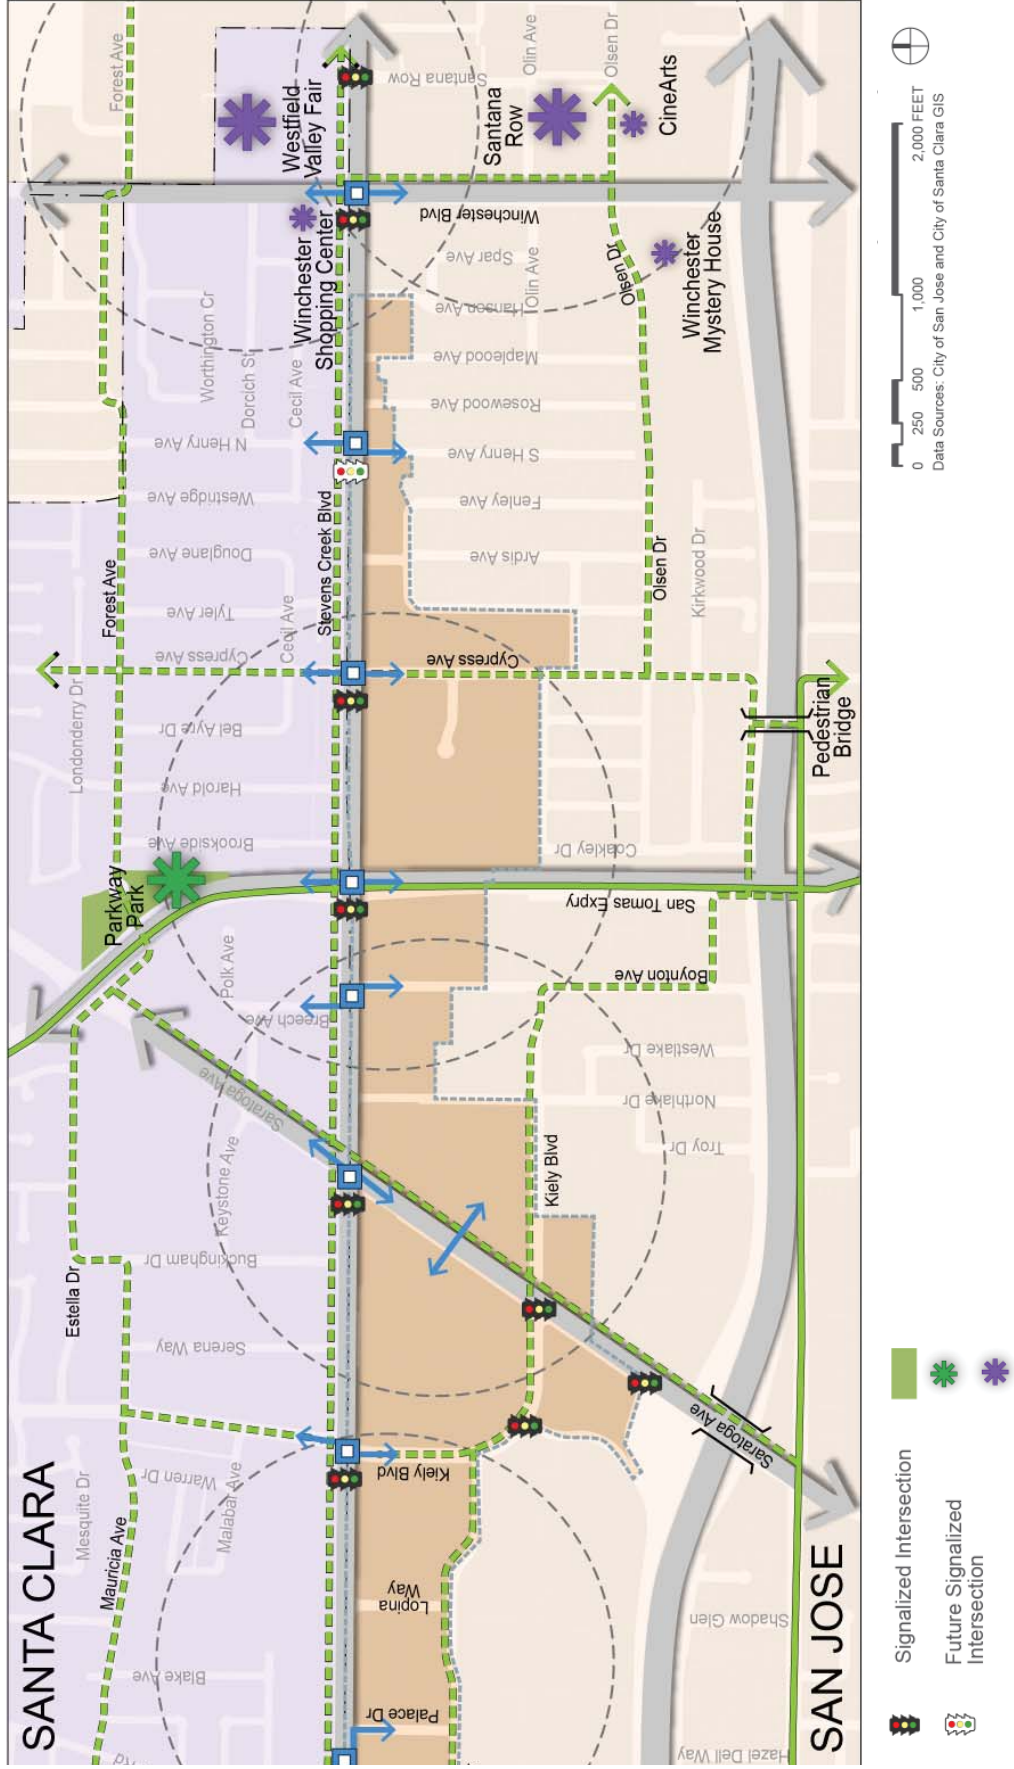 SANTA CLARA
SAN JOSE
Forest Ave
Westfield
Valley Fair
Santana Row
Santana
Row
Olin Ave
Olsen Dr
CineArts
Winchester Blvd
Winchester
Shopping Center
Winchester
Mystery House
Spar Ave
Olin Ave
Hanson Ave
Olsen Dr
Worthington Cr
Dorcich St
Cecil Ave
Maplewood Ave
Rosewood Ave
N Henry Ave
S Henry Ave
Westridge Ave
Fenley Ave
Stevens Creek Blvd
Douglane Ave
Ardis Ave
Forest Ave
Tyler Ave
Cecil Ave
Olsen Dr
Kirkwood Dr
Cypress Ave
Cypress Ave
Londonderry Dr
Bel Ayre Dr
Pedestrian
Bridge
Harold Ave
Brookside Ave
Coakley Dr
Parkway
Park
San Tomas Expry
Polk Ave
Boynton Ave
Breech Ave
Westlake Dr
Saratoga Ave
Northlake Dr
Troy Dr
Keystone Ave
Kiely Blvd
Buckingham Dr
Estella Dr
Serena Way
Saratoga Ave
Kiely Blvd
Warren Dr
Malabar Ave
Mesquite Dr
Mauricia Ave
Lopina
Way
Shadow Glen
Blake Ave
Palace Dr
Hazel Dell Way
Rd
0 250 500 1,000 2,000 FEET
Data Sources: City of San Jose and City of Santa Clara GIS
Signalized Intersection
Future Signalized
Intersection